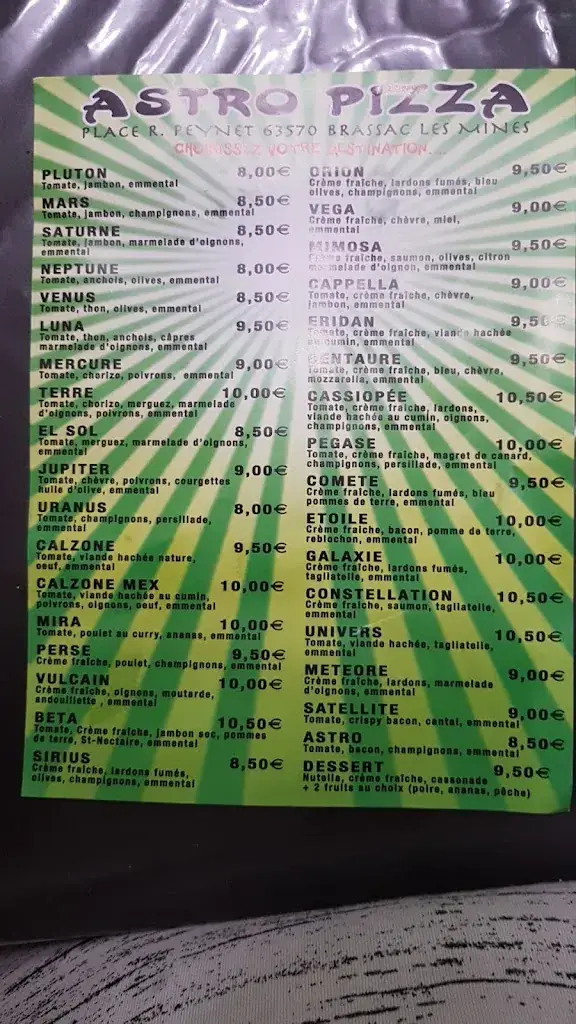 ASTRO PIZZA
PLACE R. PEYNET 63570 BRASSAC LES MINES
CHOISISSEZ VOTRE DESTINATION...
PLUTON 8,00€
Tomate, jambon, emmental
MARS 8,50€
Tomate, jambon, champignons, emmental
SATURNE 8,50€
Tomate, jambon, marmelade d'oignons,
emmental
NEPTUNE 8,00€
Tomate, anchois, olives, emmental
VENUS 8,50€
Tomate, thon, olives, emmental
LUNA 9,50€
Tomate, thon, anchois, câpres
marmelade d'oignons, emmental
MERCURE 9,00€
Tomate, chorizo, poivrons, emmental
TERRE 10,00€
Tomate, chorizo, merguez, marmelade
d'oignons, poivrons, emmental
EL SOL 8,50€
Tomate, merguez, marmelade d'oignons,
emmental
JUPITER 9,00€
Tomate, chèvre, poivrons, courgettes
huile d'olive, emmental
URANUS 8,00€
Tomate, champignons, persillade,
emmental
CALZONE 9,50€
Tomate, viande hachée nature,
oeuf, emmental
CALZONE MEX 10,00€
Tomate, viande hachée au cumin,
poivrons, oignons, oeuf, emmental
MIRA 10,00€
Tomate, poulet au curry, ananas, emmental
PERSE 9,50€
Crème fraîche, poulet, champignons, emmental
VULCAIN 10,00€
Crème fraîche, oignons, moutarde,
andouillette , emmental
BETA 10,50€
Tomate, Crème fraîche, jambon sec, pommes
de terre, St-Nectaire, emmental
SIRIUS 8,50€
Crème fraîche, lardons fumés,
olives, champignons, emmental
ORION 9,50€
Crème fraîche, lardons fumés, bleu
olives, champignons, emmental
VEGA 9,00€
Crème fraîche, chèvre, miel,
emmental
MIMOSA 9,50€
Crème fraîche, saumon, olives, citron
marmelade d'oignon, emmental
CAPPELLA 9,00€
Tomate, crème fraîche, chèvre,
jambon, emmental
ERIDAN 9,50€
Tomate, crème fraîche, viande hachée
au cumin, emmental
CENTAURE 9,50€
Tomate, crème fraîche, bleu, chèvre,
mozzarella, emmental
CASSIOPÉE 10,50€
Tomate, crème fraîche, lardons,
viande hachée au cumin, oignons,
champignons, emmental
PEGASE 10,00€
Tomate, crème fraîche, magret de canard,
champignons, persillade, emmental
COMETE 9,50€
Crème fraîche, lardons fumés, bleu
pommes de terre, emmental
ETOILE 10,00€
Crème fraîche, bacon, pomme de terre,
reblochon, emmental
GALAXIE 10,00€
Crème fraîche, lardons fumés,
tagliatelle, emmental
CONSTELLATION 10,50€
Crème fraîche, saumon, tagliatelle,
emmental
UNIVERS 10,50€
Tomate, viande hachée, tagliatelle,
emmental
METEORE 9,00€
Crème fraîche, lardons, marmelade
d'oignons, emmental
SATELLITE 9,00€
Tomate, crispy bacon, cantal, emmental
ASTRO 8,50€
Tomate, bacon, champignons, emmental
DESSERT 9,50€
Nutella, crème fraîche, cassonade
+ 2 fruits au choix (poire, ananas, pêche)